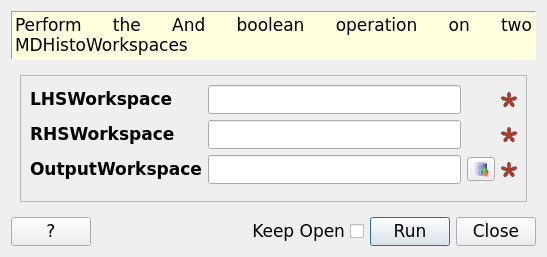 Perform the And boolean operation on two
MDHistoWorkspaces
LHSWorkspace
RHSWorkspace
OutputWorkspace
? Keep Open Run Close